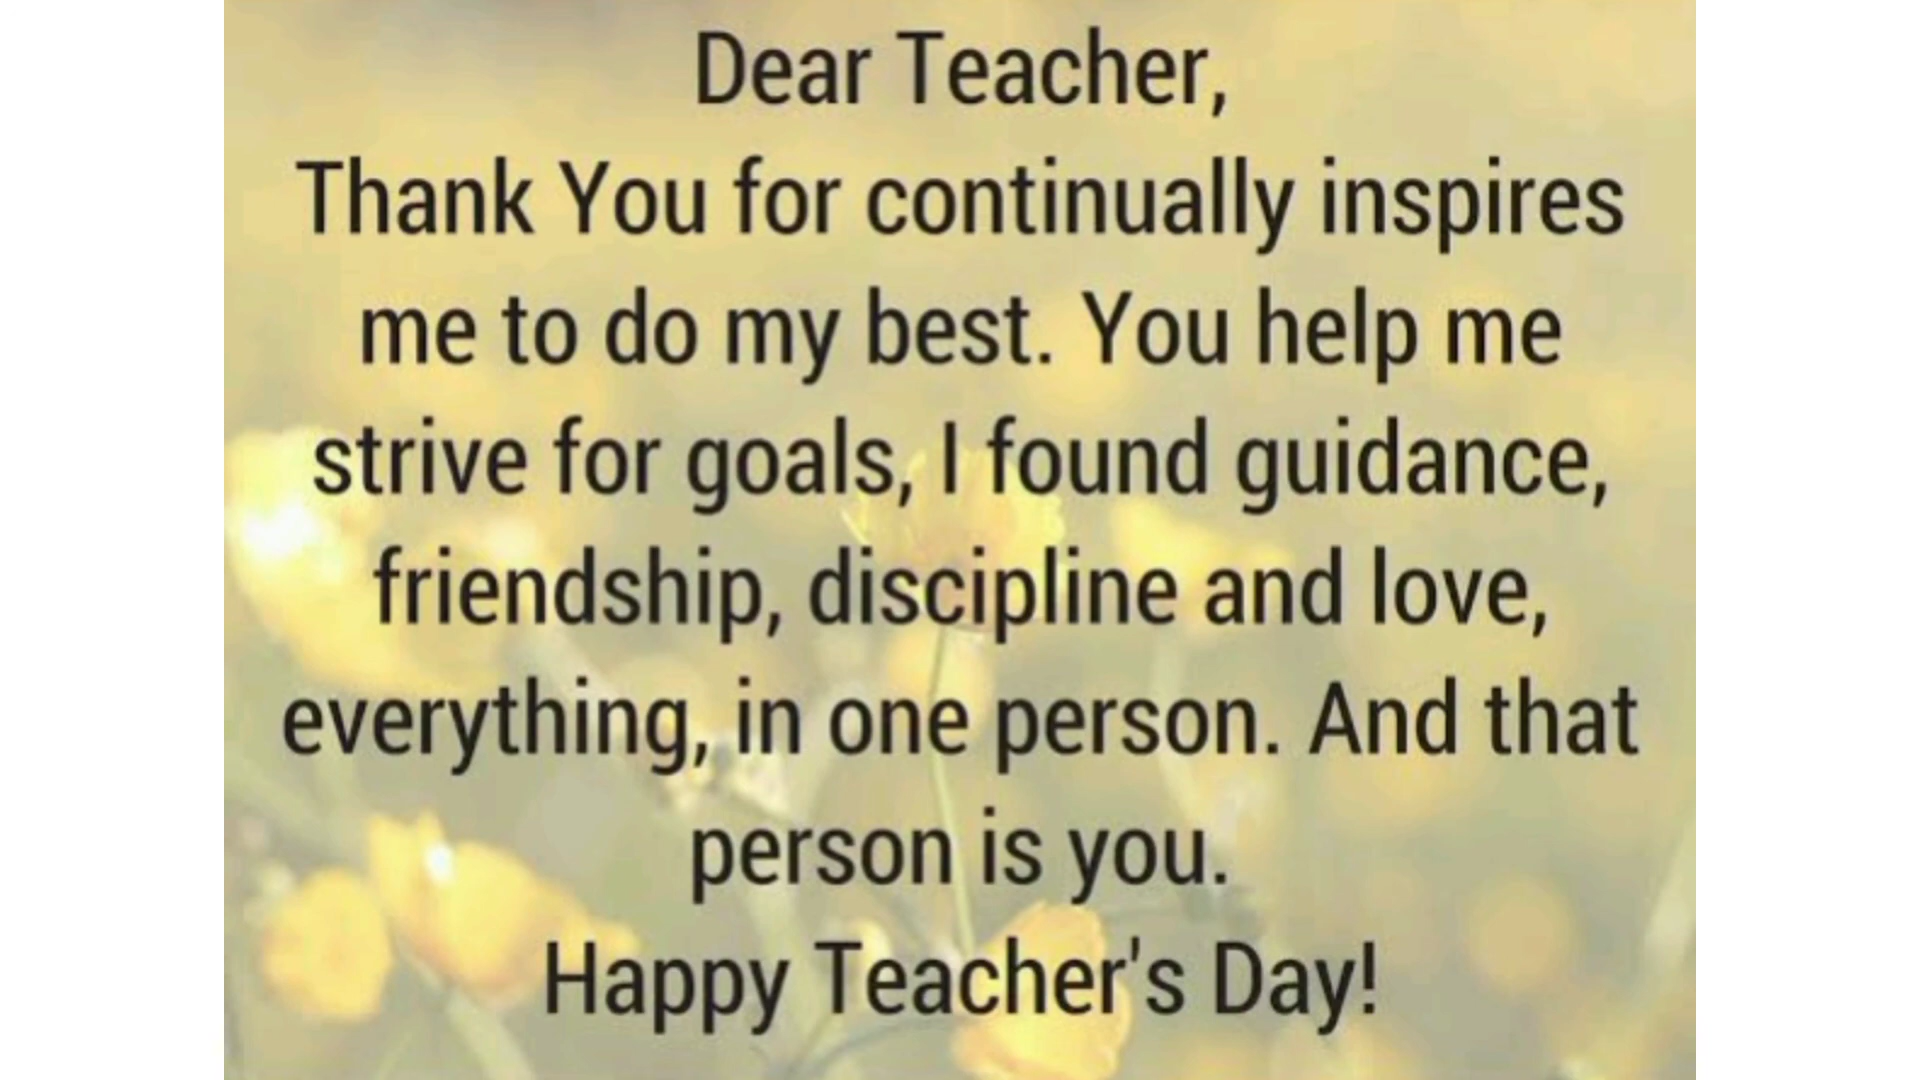 Dear Teacher,
Thank You for continually inspires
me to do my best. You help me
strive for goals, I found guidance,
friendship, discipline and love,
everything, in one person. And that
person is you.
Happy Teacher's Day!